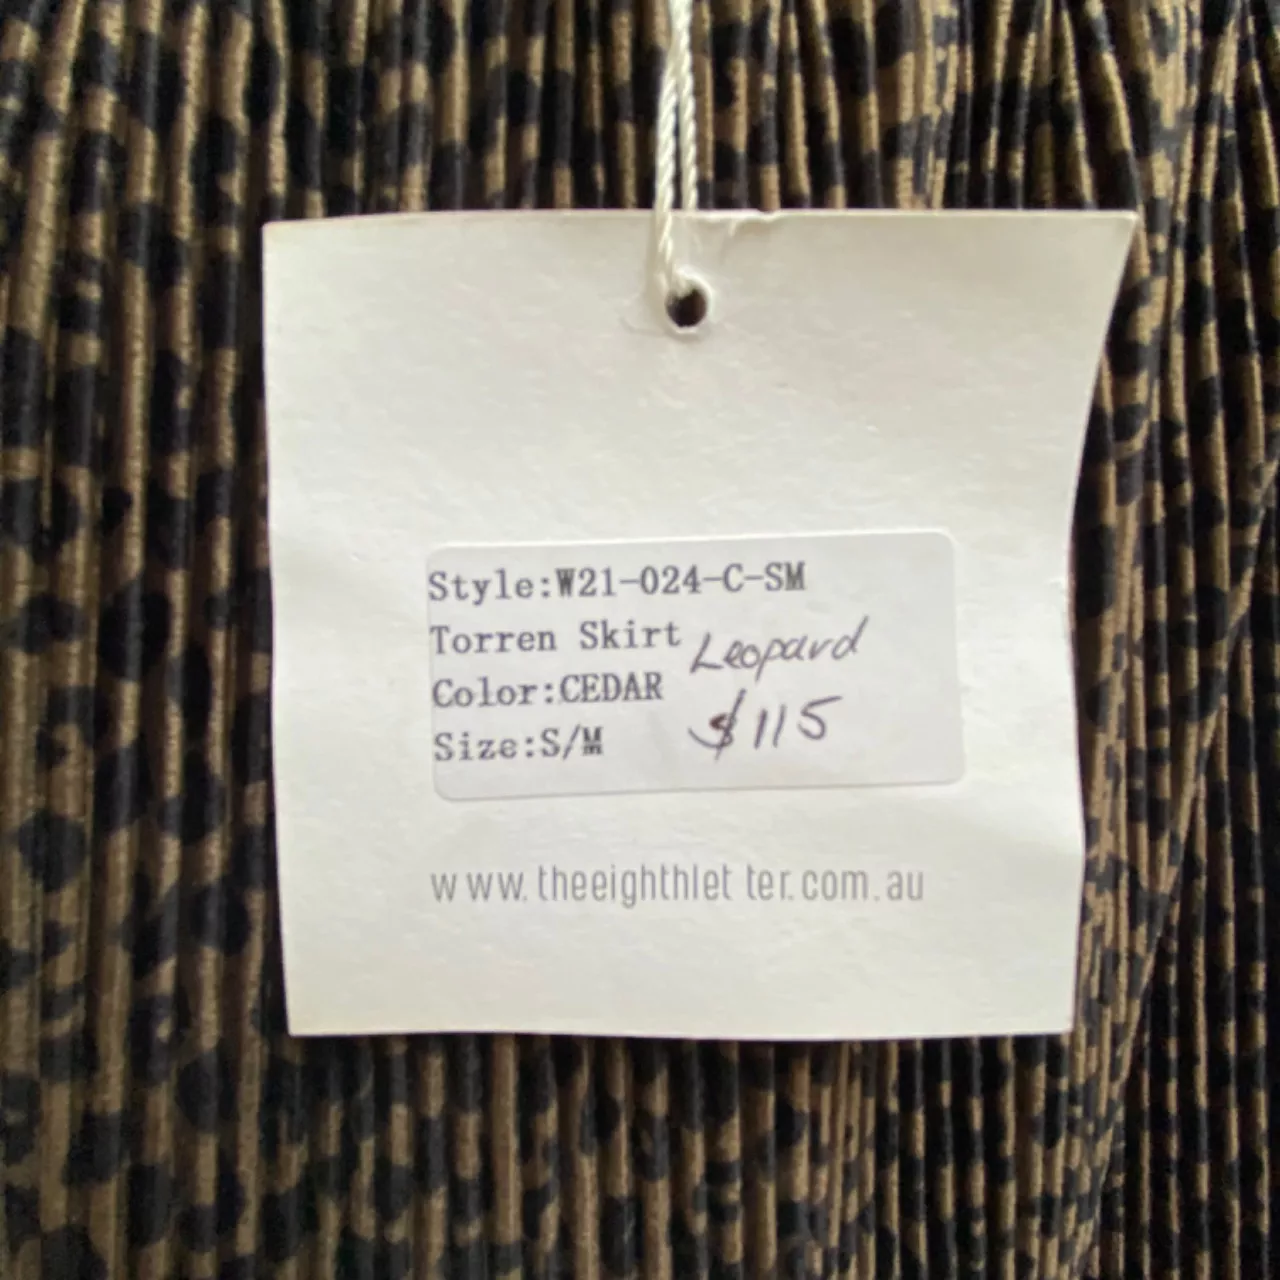 Style:W21-024-C-SM
Torren Skirt Leopard
Color:CEDAR
Size:S/M $115
www.theeighthletter.com.au